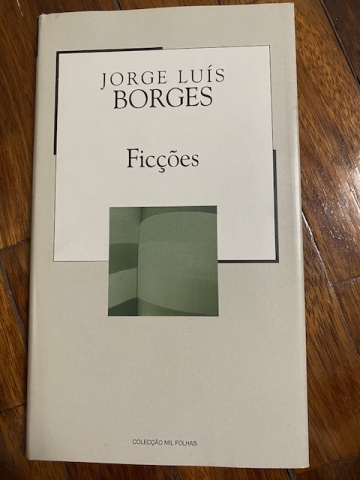 JORGE LUÍS
BORGES
Ficções
COLECÇÃO MIL FOLHAS